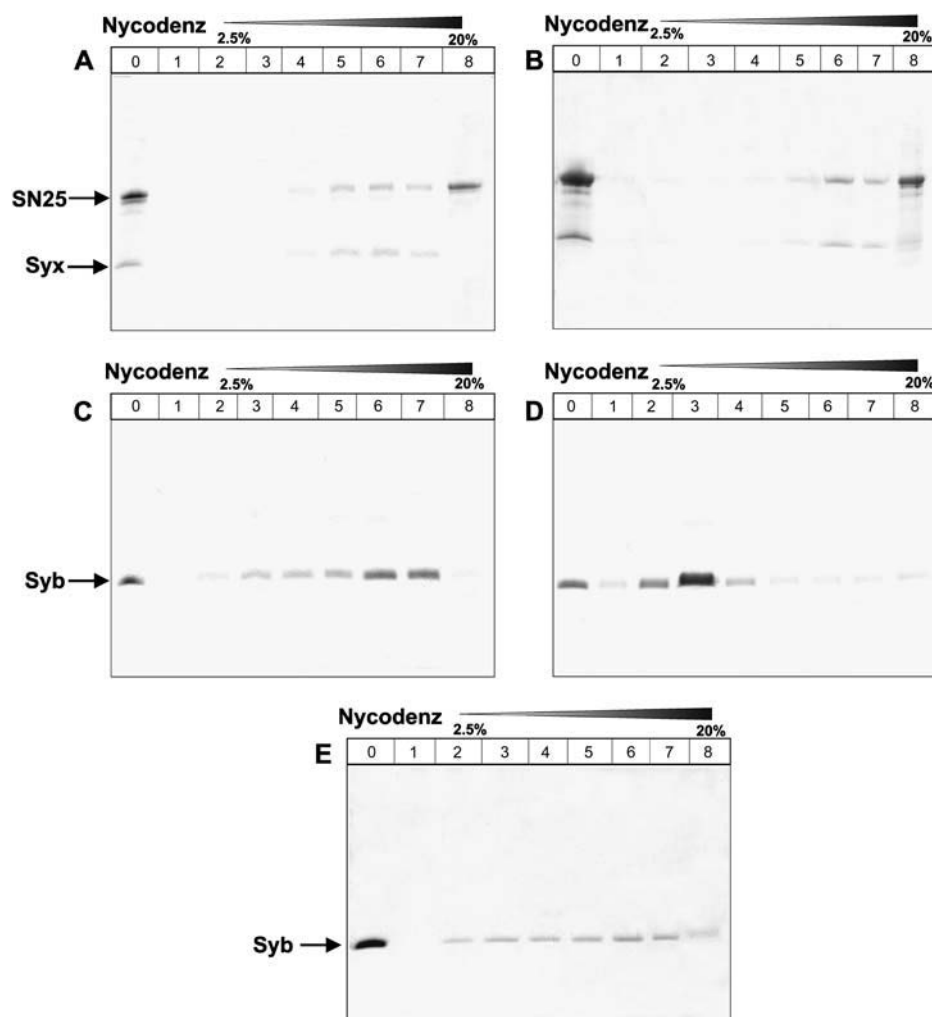 Nycodenz 2.5% 20%
A 0 1 2 3 4 5 6 7 8
SN25
Syx
Nycodenz 2.5% 20%
B 0 1 2 3 4 5 6 7 8
Nycodenz 2.5% 20%
C 0 1 2 3 4 5 6 7 8
Syb
Nycodenz 2.5% 20%
D 0 1 2 3 4 5 6 7 8
Nycodenz 2.5% 20%
E 0 1 2 3 4 5 6 7 8
Syb